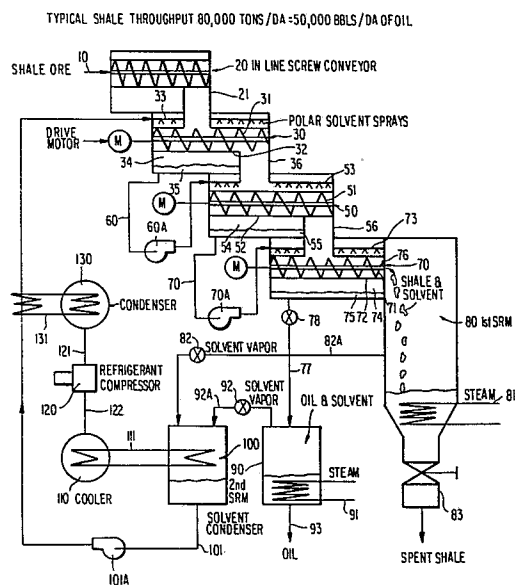 TYPICAL SHALE THROUGHPUT 80,000 TONS/DA=50,000 BBLS/DA OF OIL
10
SHALE ORE
20 IN LINE SCREW CONVEYOR
21
33
31
POLAR SOLVENT SPRAYS
DRIVE MOTOR
M
30
32
34
36
53
35
M
51
50
60
60A
54
52
56
73
55
76
70
M
70
70A
SHALE &
SOLVENT
71
75
72
74
80 1st SRM
130
CONDENSER
131
78
82
SOLVENT VAPOR
82A
121
77
REFRIGERANT
COMPRESSOR
120
122
92A
92
SOLVENT
VAPOR
STEAM
81
111
100
OIL & SOLVENT
90
110 COOLER
2nd
SRM
STEAM
83
SOLVENT
CONDENSER
91
101
93
101A
OIL
SPENT SHALE